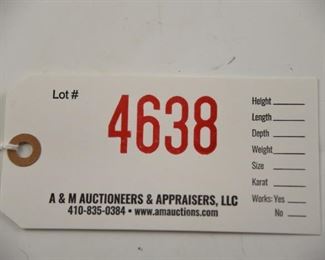 Lot #
4638
Height
Length
Depth
Weight
Size
Karat
Works: Yes
No
A & M AUCTIONEERS & APPRAISERS, LLC
410-835-0384 • www.amauctions.com